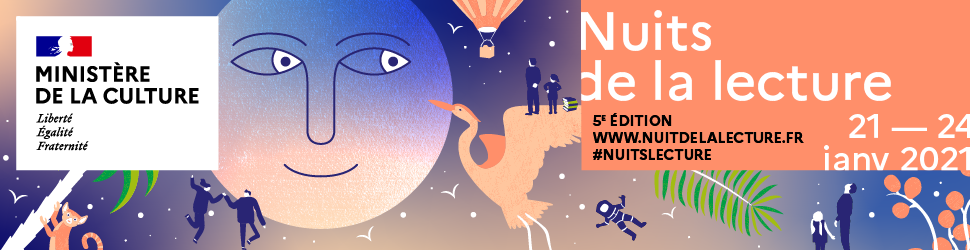 MINISTÈRE
DE LA CULTURE
Liberté
Égalité
Fraternité
Nuits
de la lecture
5E ÉDITION
WWW.NUITDELALECTURE.FR
#NUITSLECTURE
21 — 24
janv 2021